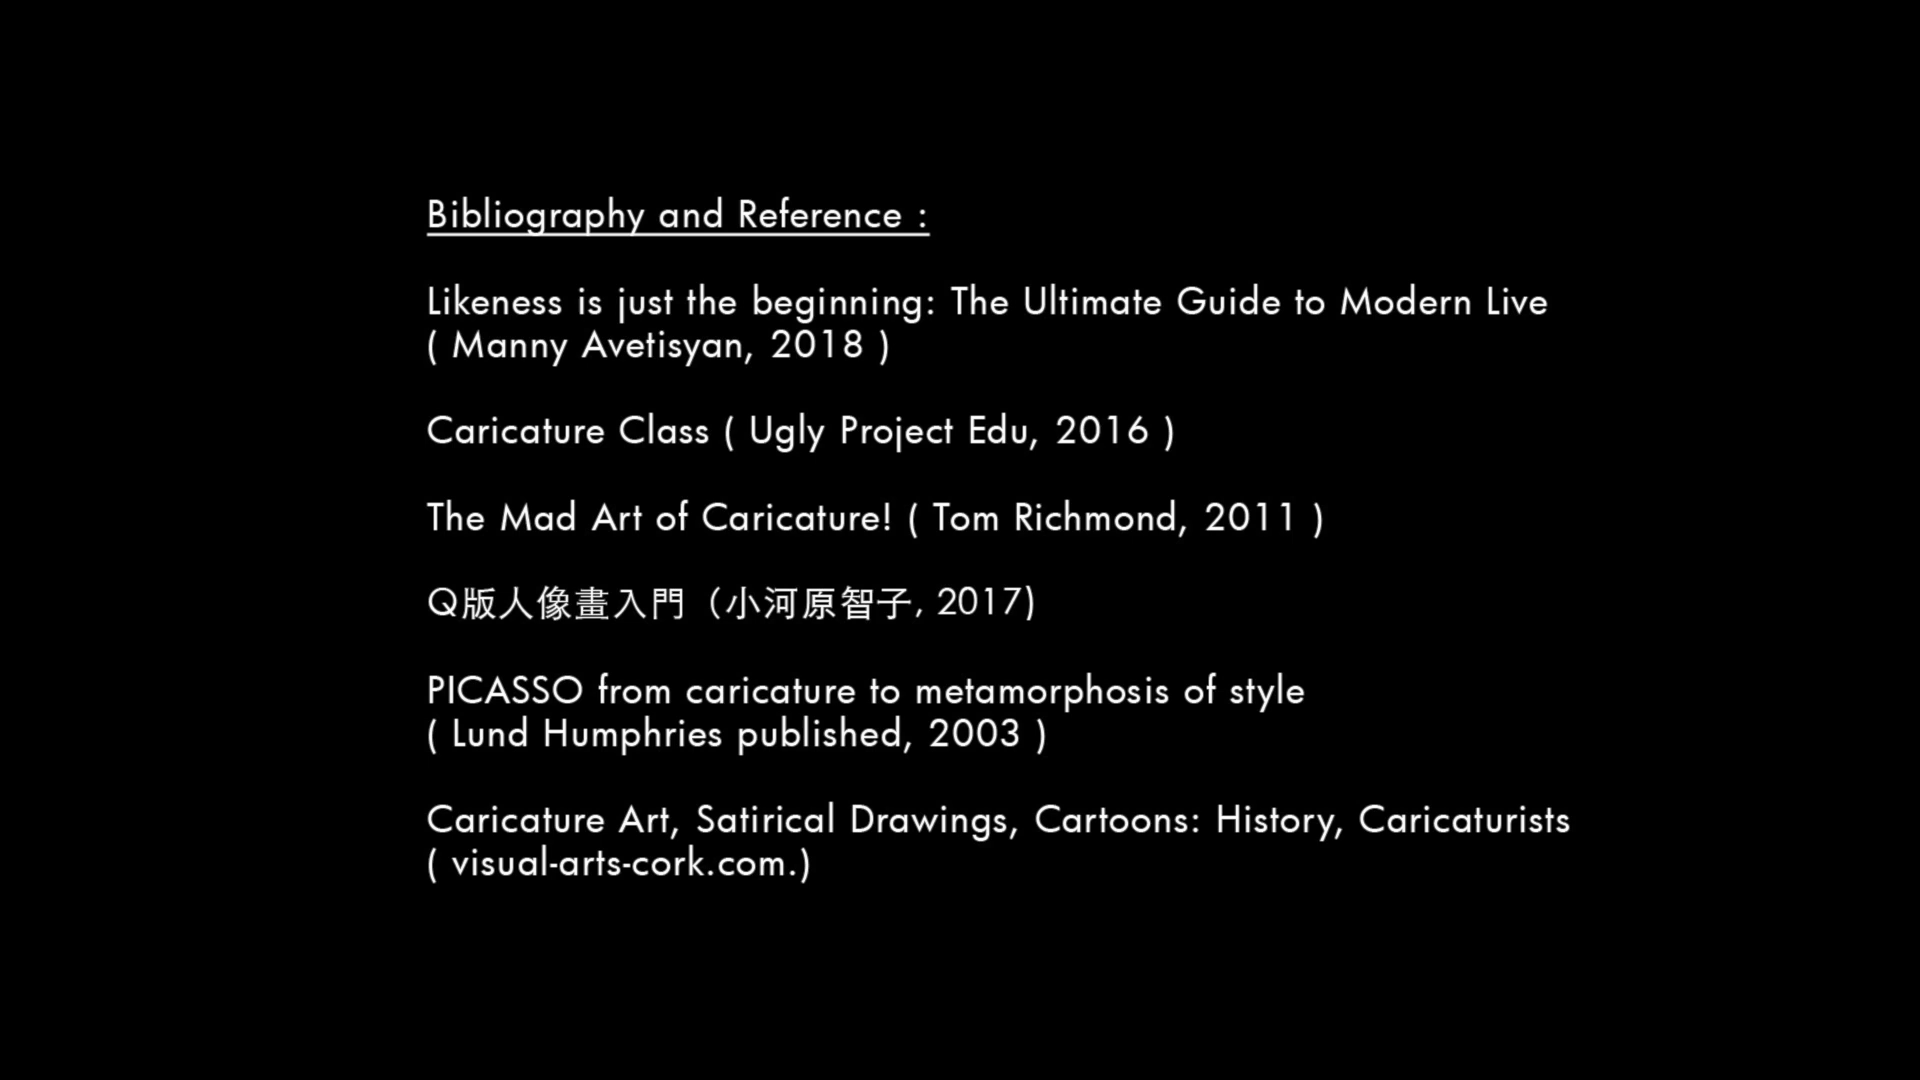 Bibliography and Reference :
Likeness is just the beginning: The Ultimate Guide to Modern Live
( Manny Avetisyan, 2018 )
Caricature Class ( Ugly Project Edu, 2016 )
The Mad Art of Caricature! ( Tom Richmond, 2011 )
Q版人像畫入門（小河原智子, 2017)
PICASSO from caricature to metamorphosis of style
( Lund Humphries published, 2003 )
Caricature Art, Satirical Drawings, Cartoons: History, Caricaturists
( visual-arts-cork.com.)